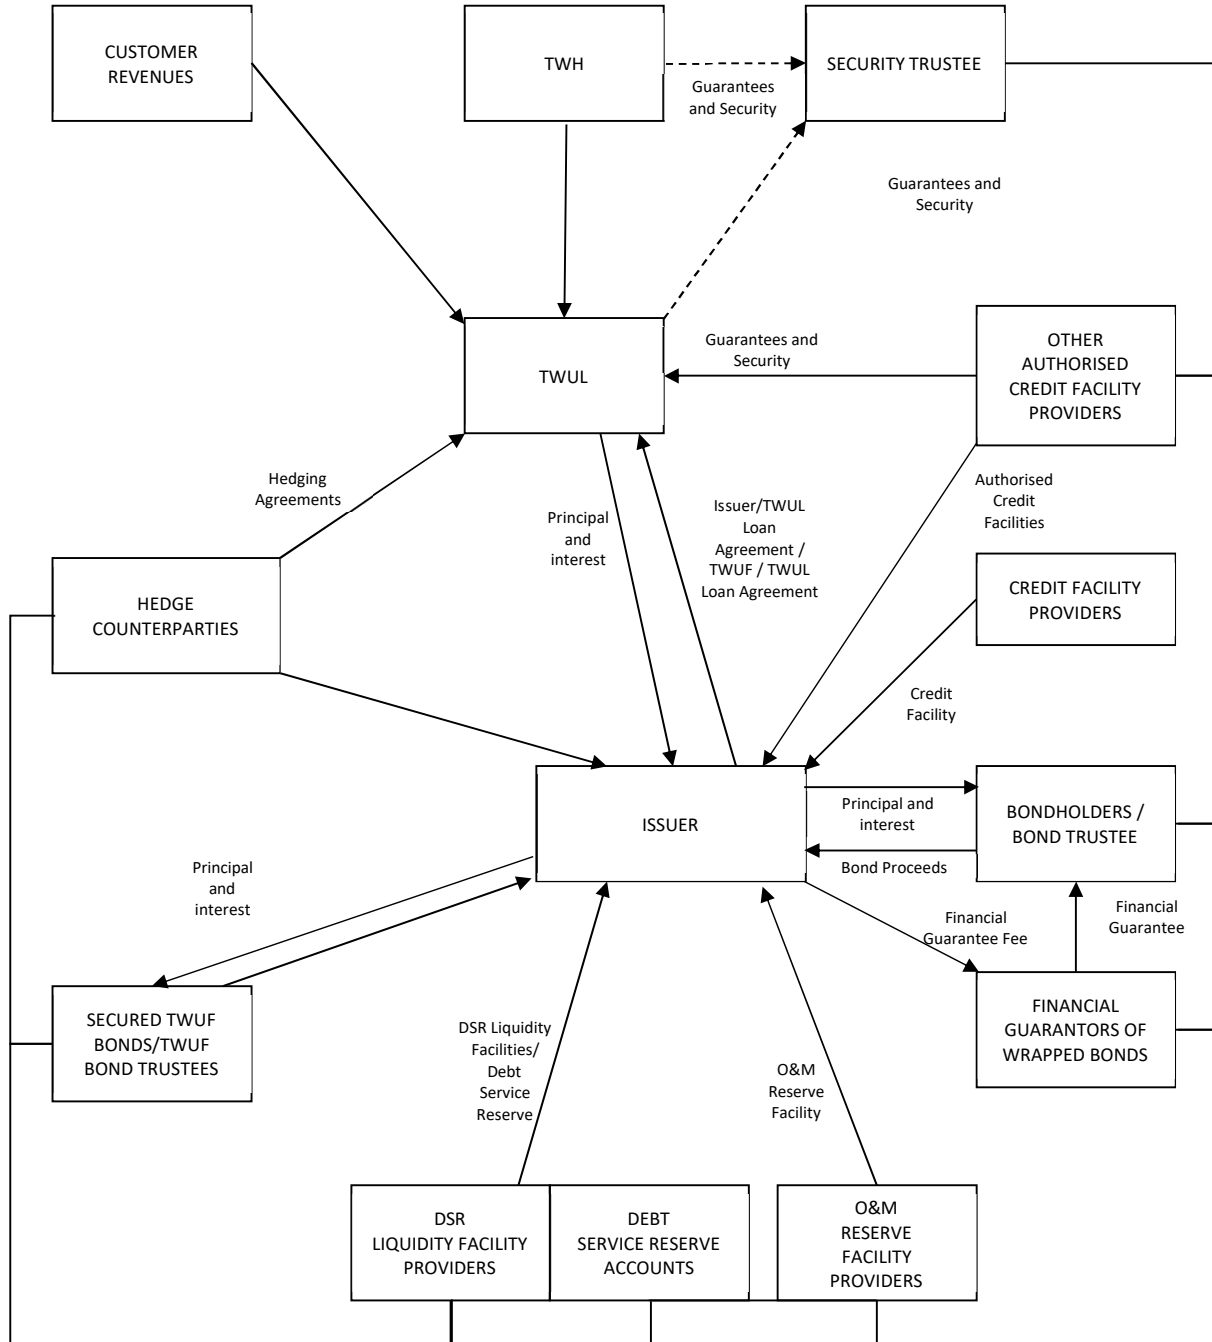 CUSTOMER
REVENUES
TWH
Guarantees
and Security
SECURITY TRUSTEE
Guarantees and
Security
TWUL
Guarantees and
Security
OTHER
AUTHORISED
CREDIT FACILITY
PROVIDERS
Hedging
Agreements
Principal
and
interest
Issuer/TWUL
Loan
Agreement /
TWUF / TWUL
Loan Agreement
Authorised
Credit
Facilities
HEDGE
COUNTERPARTIES
CREDIT FACILITY
PROVIDERS
Credit
Facility
ISSUER
Principal and
interest
Bond Proceeds
BONDHOLDERS /
BOND TRUSTEE
Principal
and
interest
Financial
Guarantee Fee
Financial
Guarantee
SECURED TWUF
BONDS/TWUF
BOND TRUSTEES
DSR Liquidity
Facilities/
Debt
Service
Reserve
O&M
Reserve
Facility
FINANCIAL
GUARANTORS OF
WRAPPED BONDS
DSR
LIQUIDITY FACILITY
PROVIDERS
DEBT
SERVICE RESERVE
ACCOUNTS
O&M
RESERVE
FACILITY
PROVIDERS